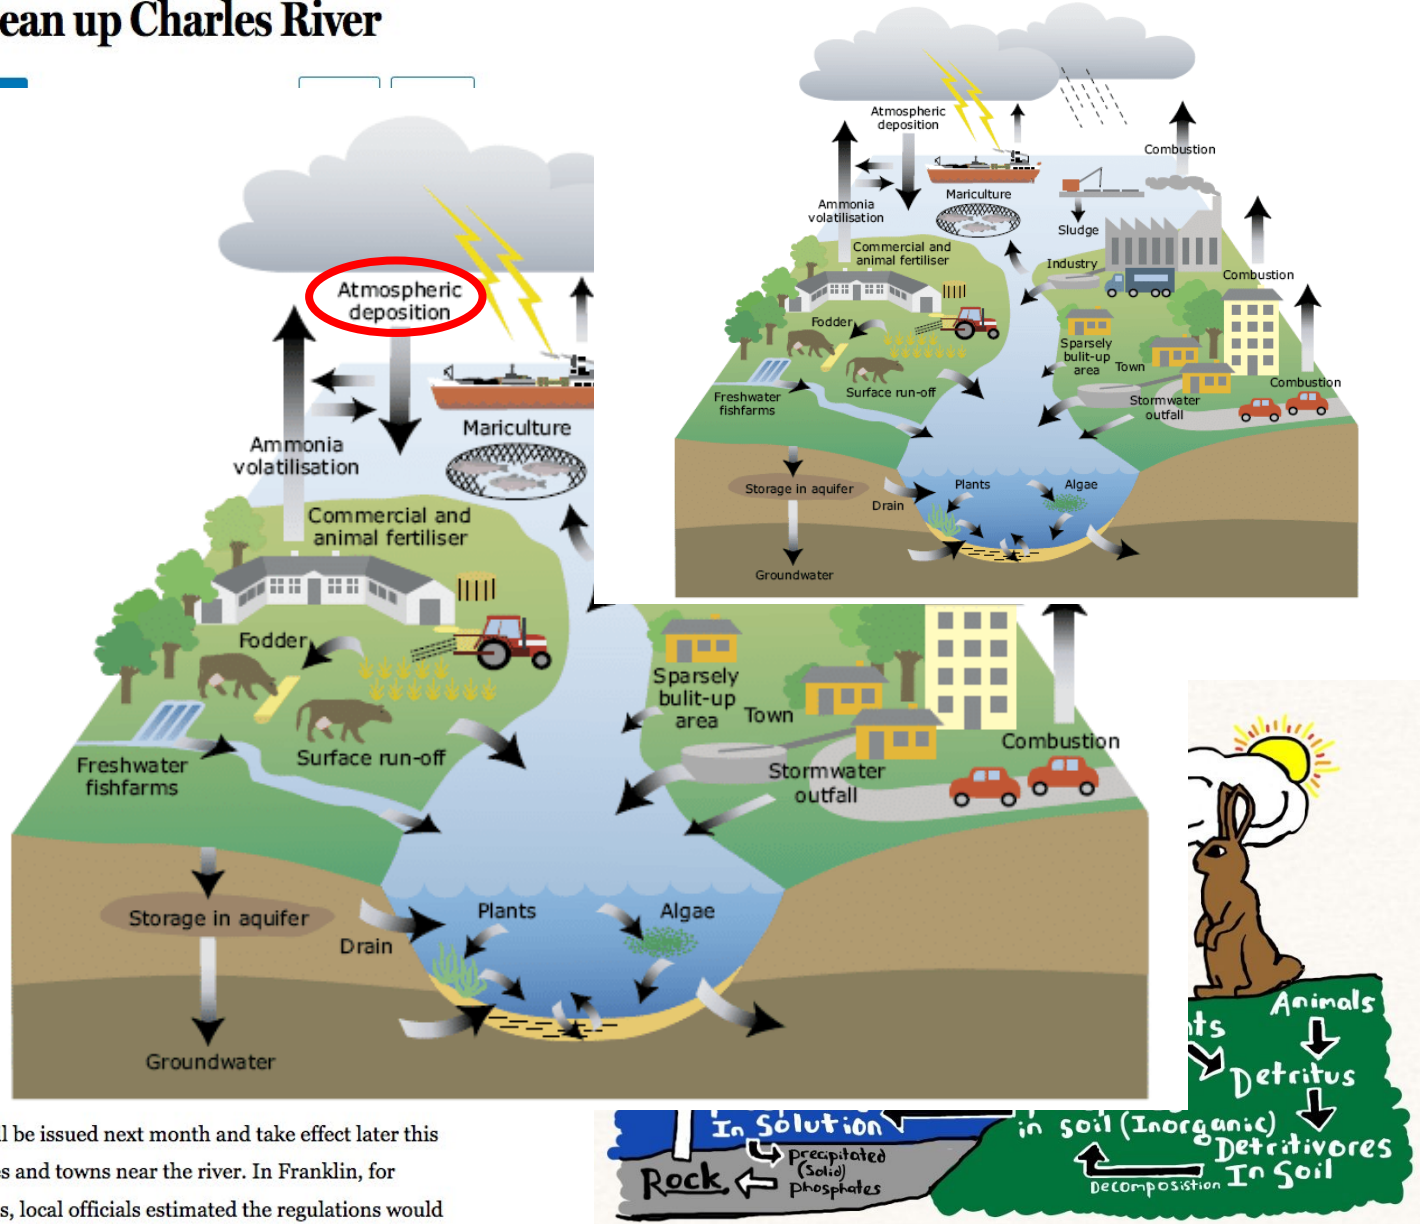 ean up Charles River
Atmospheric
deposition
Ammonia
volatilisation
Mariculture
Commercial and
animal fertiliser
Fodder
Surface run-off
Freshwater
fishfarms
Sparsely
bulit-up
area
Town
Stormwater
outfall
Combustion
Storage in aquifer
Drain
Plants
Algae
Groundwater
Atmospheric
deposition
Combustion
Ammonia
volatilisation
Mariculture
Sludge
Commercial and
animal fertiliser
Industry
Combustion
Fodder
Sparsely
bulit-up
area
Town
Combustion
Freshwater
fishfarms
Surface run-off
Stormwater
outfall
Storage in aquifer
Drain
Plants
Algae
Groundwater
Animals
nts
Detritus
In Solution
in soil (Inorganic)
Detritivores
In Soil
Decomposistion
precipitated
(Solid)
phosphates
Rock
ll be issued next month and take effect later this
es and towns near the river. In Franklin, for
s, local officials estimated the regulations would